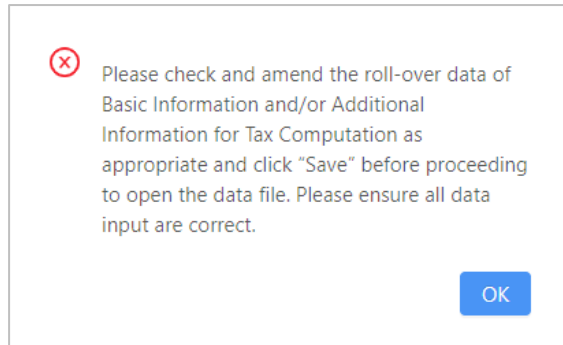 Please check and amend the roll-over data of
Basic Information and/or Additional
Information for Tax Computation as
appropriate and click “Save” before proceeding
to open the data file. Please ensure all data
input are correct.
OK